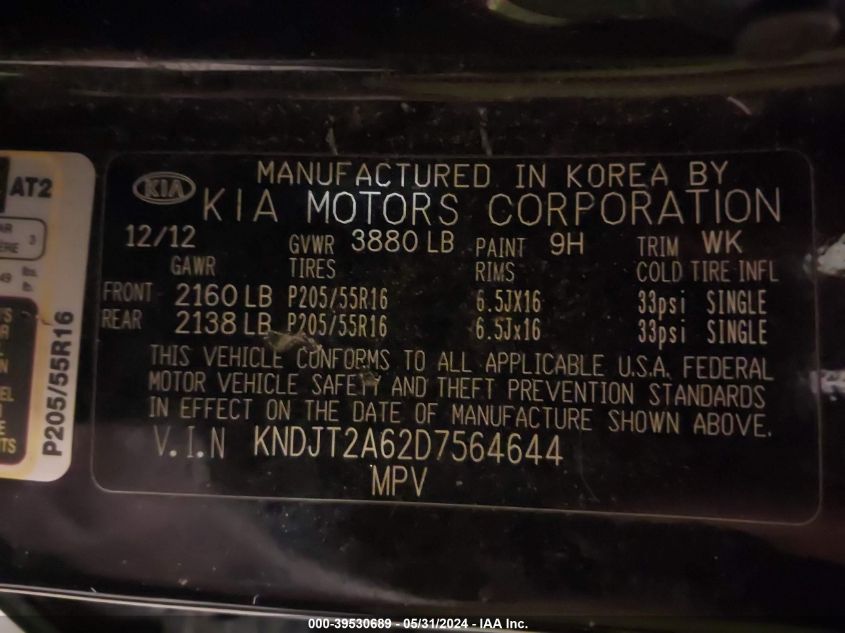 AT2
3
ERE
49 lbs.
P205/55R16
KIA
MANUFACTURED IN KOREA BY
KIA MOTORS CORPORATION
12/12 GVWR 3880 LB PAINT 9H TRIM WK
GAWR TIRES RIMS COLD TIRE INFL
FRONT 2160 LB P205/55R16 6.5JX16 33psi SINGLE
REAR 2138 LB P205/55R16 6.5Jx16 33psi SINGLE
THIS VEHICLE CONFORMS TO ALL APPLICABLE U.S.A. FEDERAL
MOTOR VEHICLE SAFETY AND THEFT PREVENTION STANDARDS
IN EFFECT ON THE DATE OF MANUFACTURE SHOWN ABOVE.
V.I.N KNDJT2A62D7564644
MPV
000-39530689 - 05/31/2024 - IAA Inc.